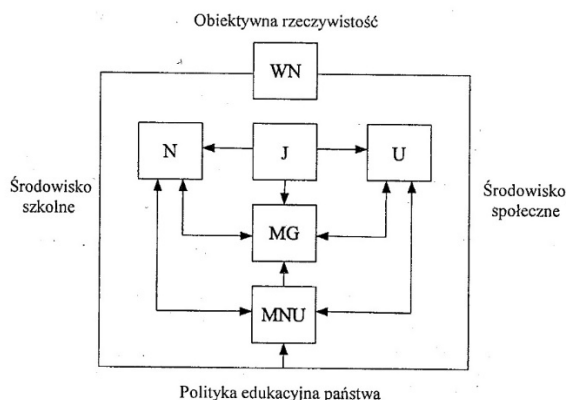 Obiektywna rzeczywistość
WN
N
J
U
Środowisko
szkolne
Środowisko
społeczne
MG
MNU
Polityka edukacyjna państwa